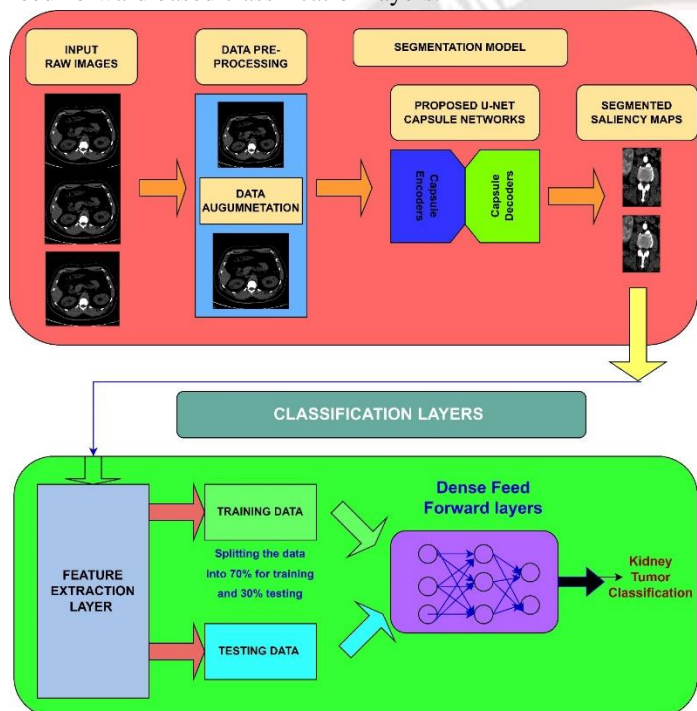 INPUT
RAW IMAGES
DATA PRE-
PROCESSING
SEGMENTATION MODEL
PROPOSED U-NET
CAPSULE NETWORKS
SEGMENTED
SALIENCY MAPS
DATA
AUGUMNETATION
Capsule
Encoders
Capsule
Decoders
CLASSIFICATION LAYERS
FEATURE
EXTRACTION
LAYER
TRAINING DATA
Splitting the data
into 70% for training
and 30% testing
TESTING DATA
Dense Feed
Forward layers
Kidney
Tumor
Classification